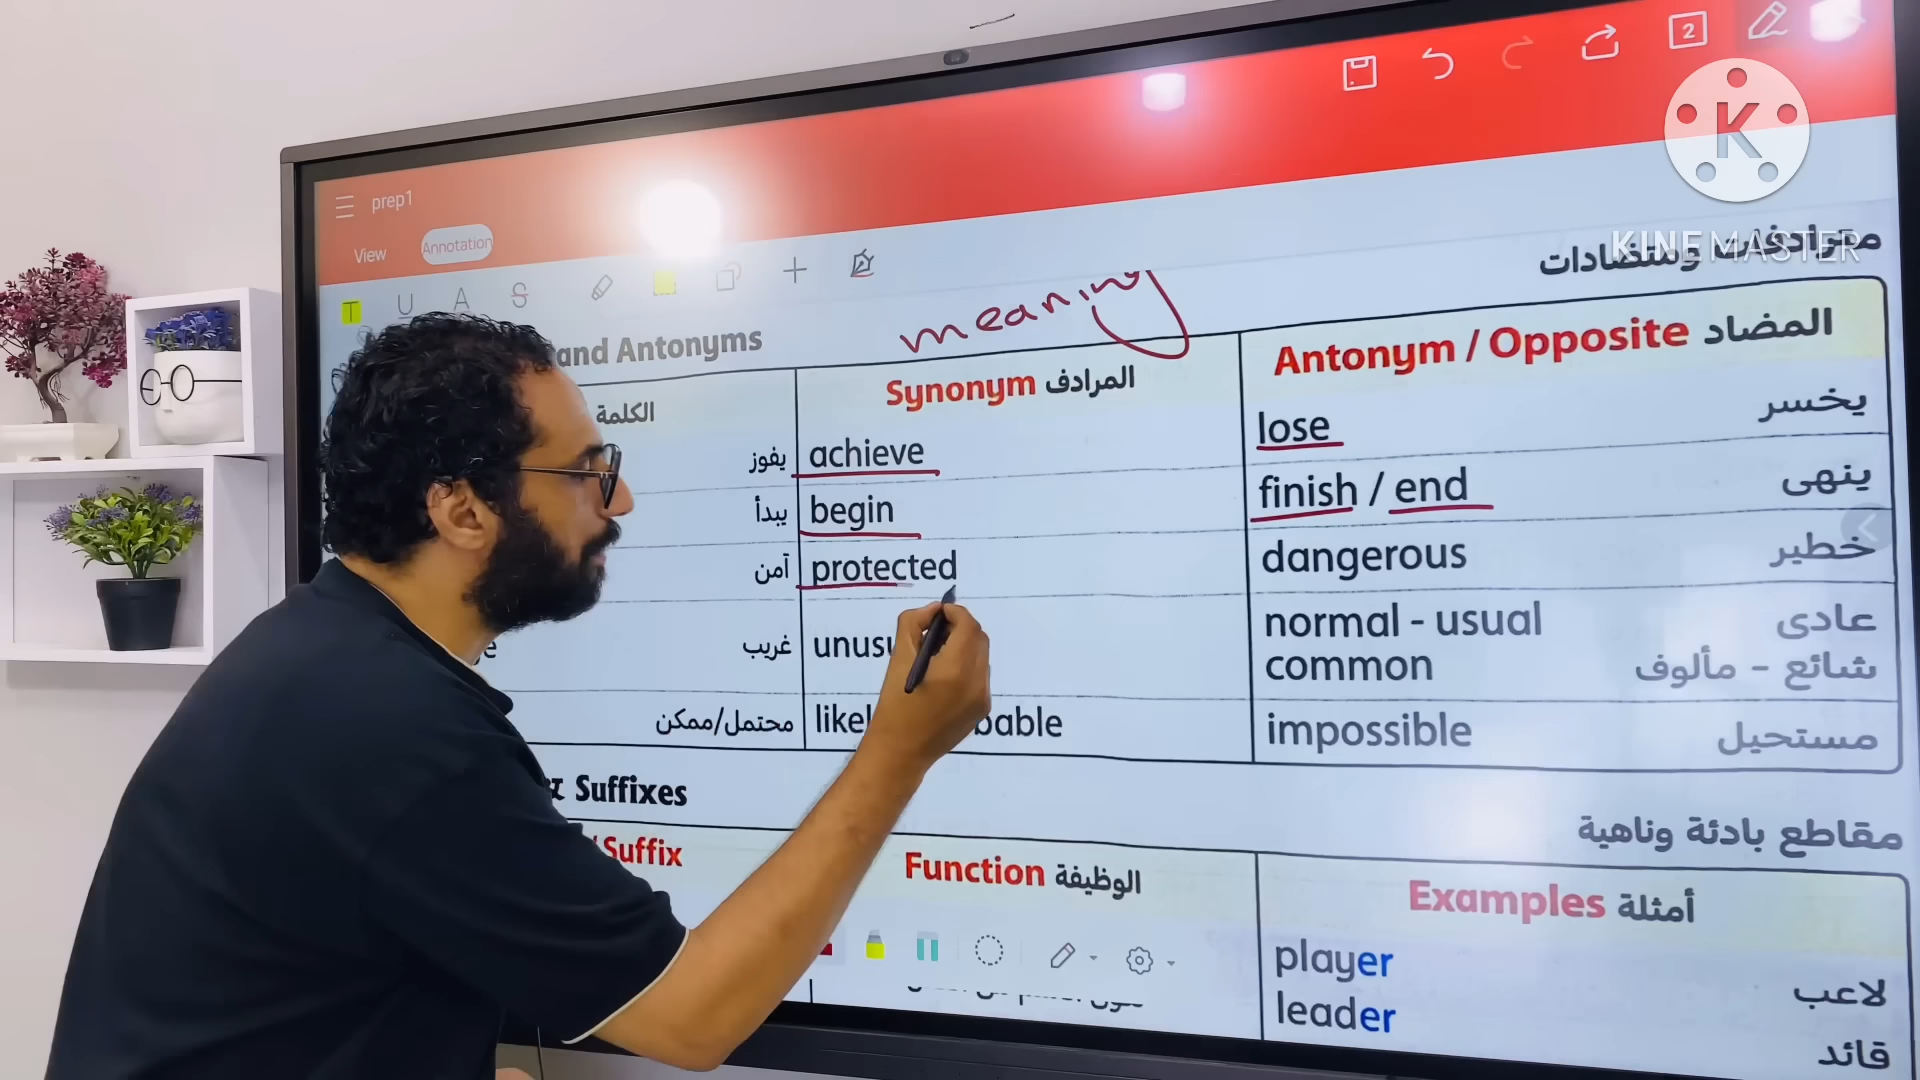 2
K
KINEMASTER
prep1
View
Annotation
T U A S
meaning
مترادفات ومتضادات
and Antonyms
الكلمة
Synonym المرادف
Antonym / Opposite المضاد
يفوز achieve lose يخسر
يبدأ begin finish / end ينهى
آمن protected dangerous خطير
غريب normal - usual عادى
common شائع - مألوف
محتمل/ممكن impossible مستحيل
& Suffixes
مقاطع بادئة وناهية
Suffix
Function الوظيفة
Examples أمثلة
player لاعب
leader قائد